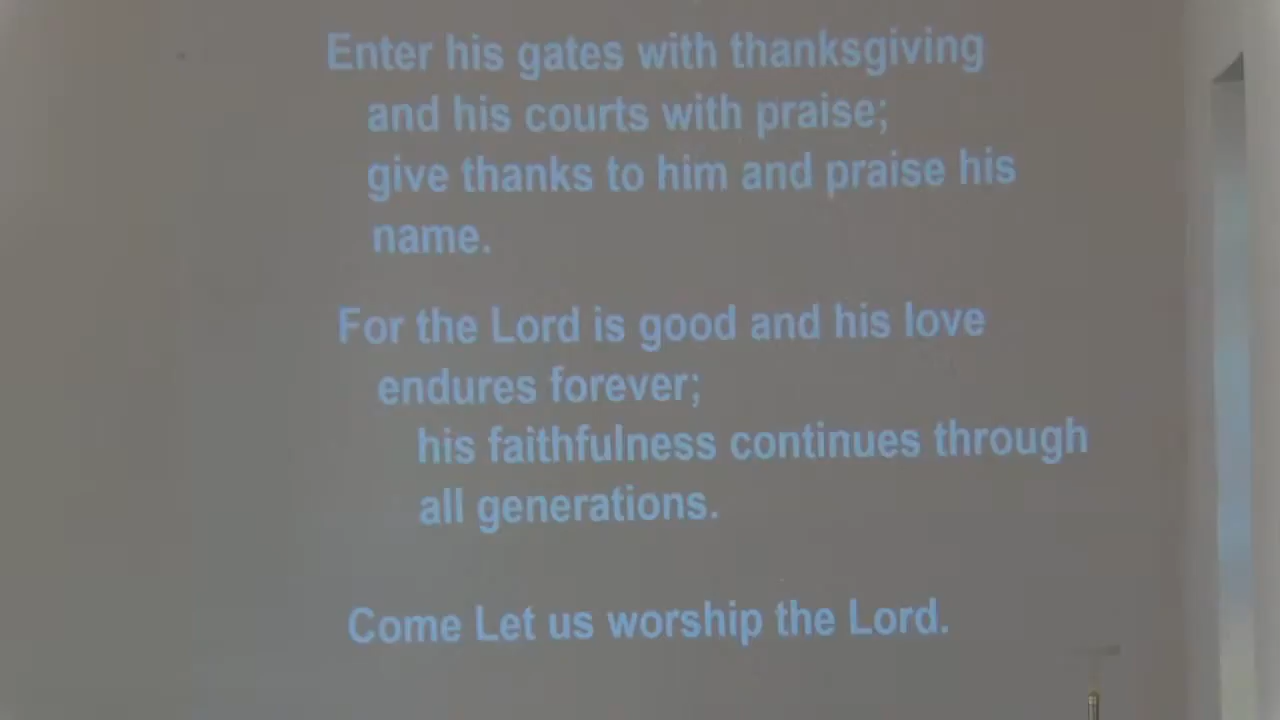 Enter his gates with thanksgiving
and his courts with praise;
give thanks to him and praise his
name.
For the Lord is good and his love
endures forever;
his faithfulness continues through
all generations.
Come Let us worship the Lord.